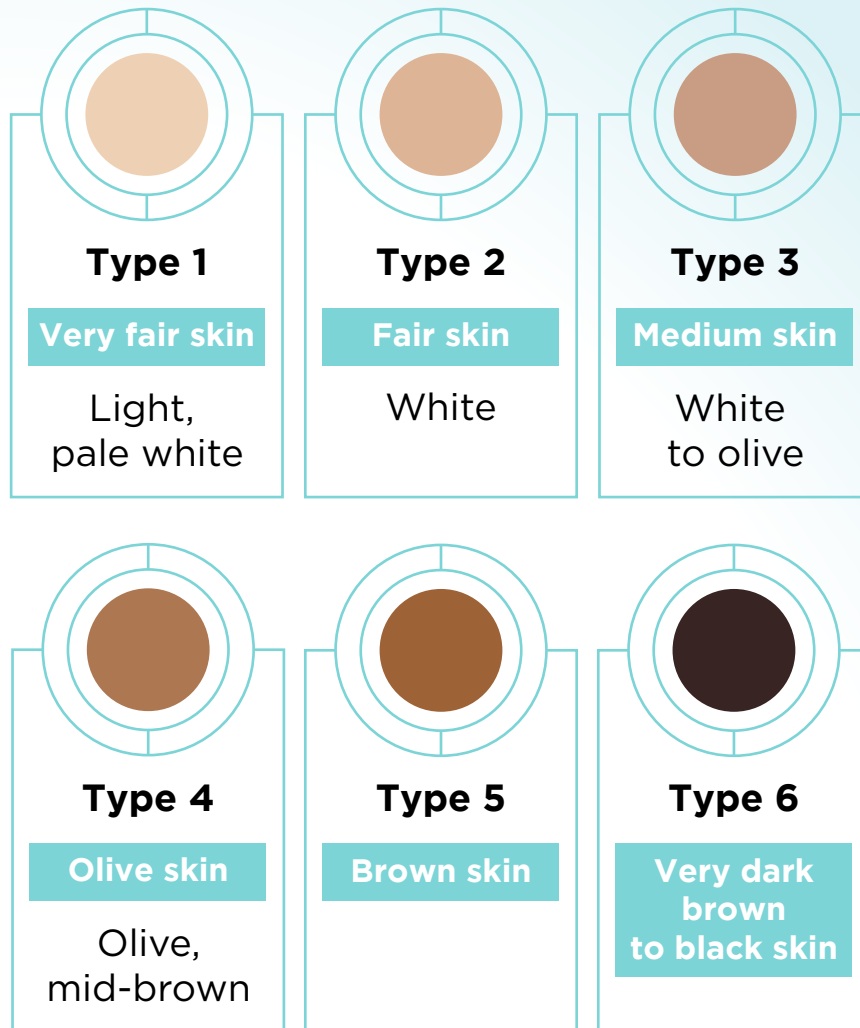 Type 1
Very fair skin
Light,
pale white
Type 2
Fair skin
White
Type 3
Medium skin
White
to olive
Type 4
Olive skin
Olive,
mid-brown
Type 5
Brown skin
Type 6
Very dark
brown
to black skin